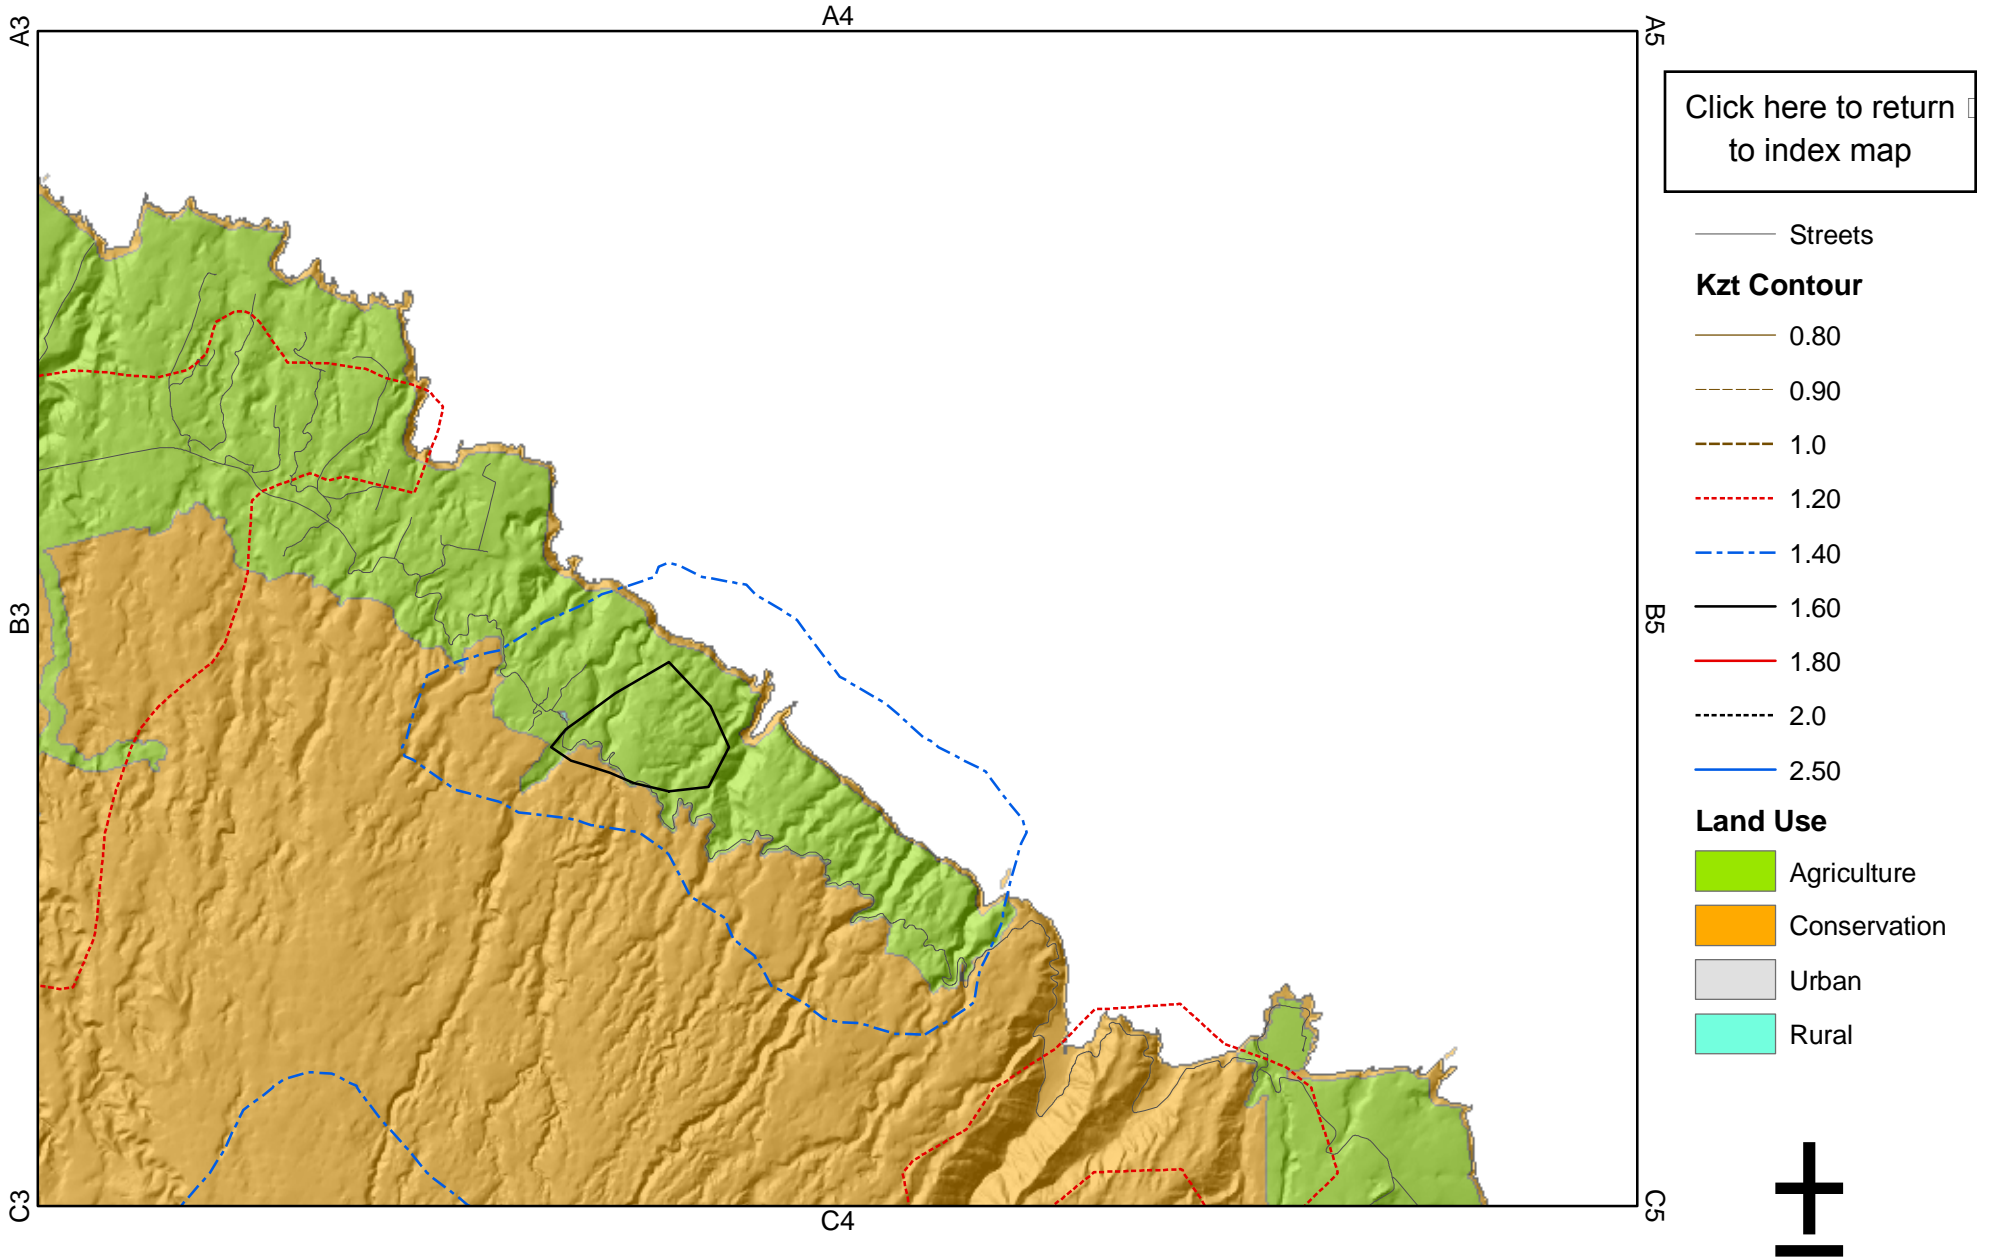 A3
A4
A5
Click here to return
to index map
Streets
Kzt Contour
0.80
0.90
1.0
1.20
1.40
1.60
1.80
2.0
2.50
Land Use
Agriculture
Conservation
Urban
Rural
B3
B5
C3
C4
C5